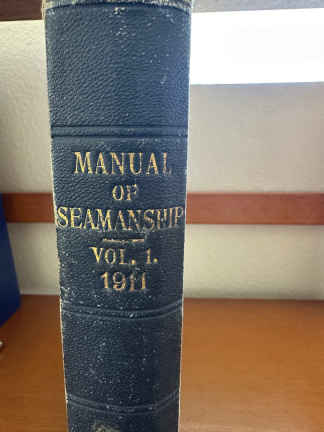 MANUAL
OF
SEAMANSHIP
VOL. 1.
1911